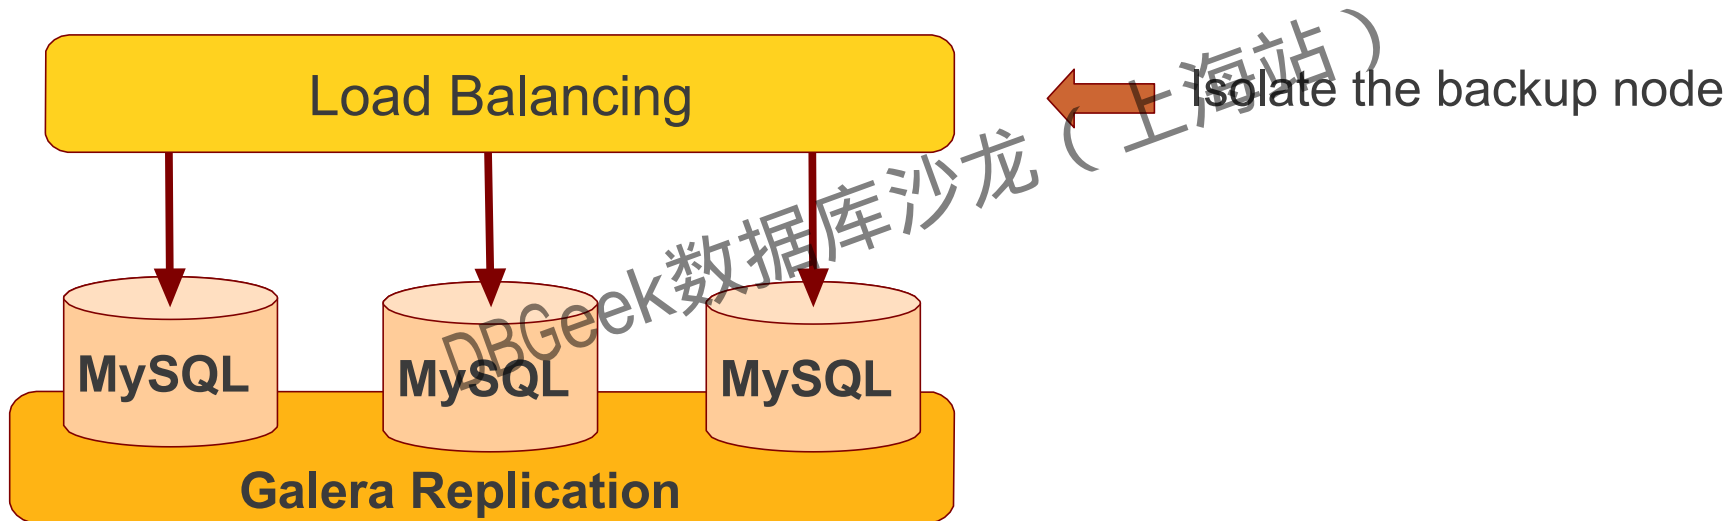 Load Balancing
Isolate the backup node
DBGeek数据库沙龙（上海站）
MySQL
MySQL
MySQL
Galera Replication